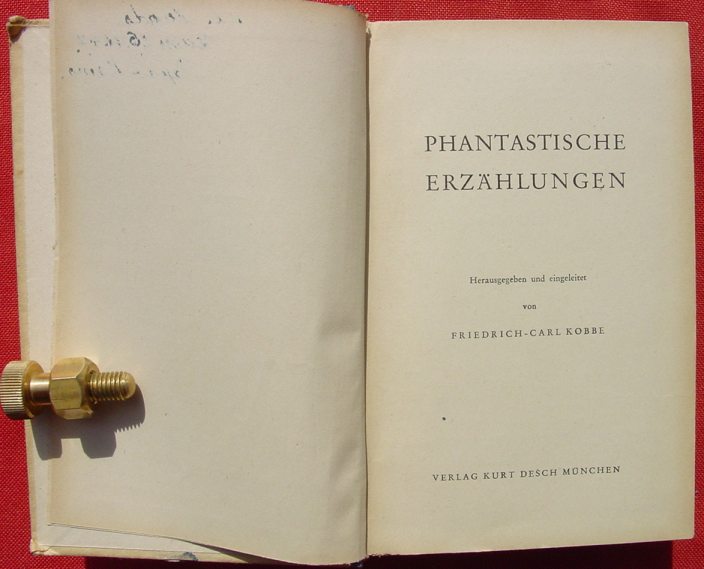 PHANTASTISCHE
ERZÄHLUNGEN
Herausgegeben und eingeleitet
von
FRIEDRICH-CARL KOBBE
VERLAG KURT DESCH MÜNCHEN